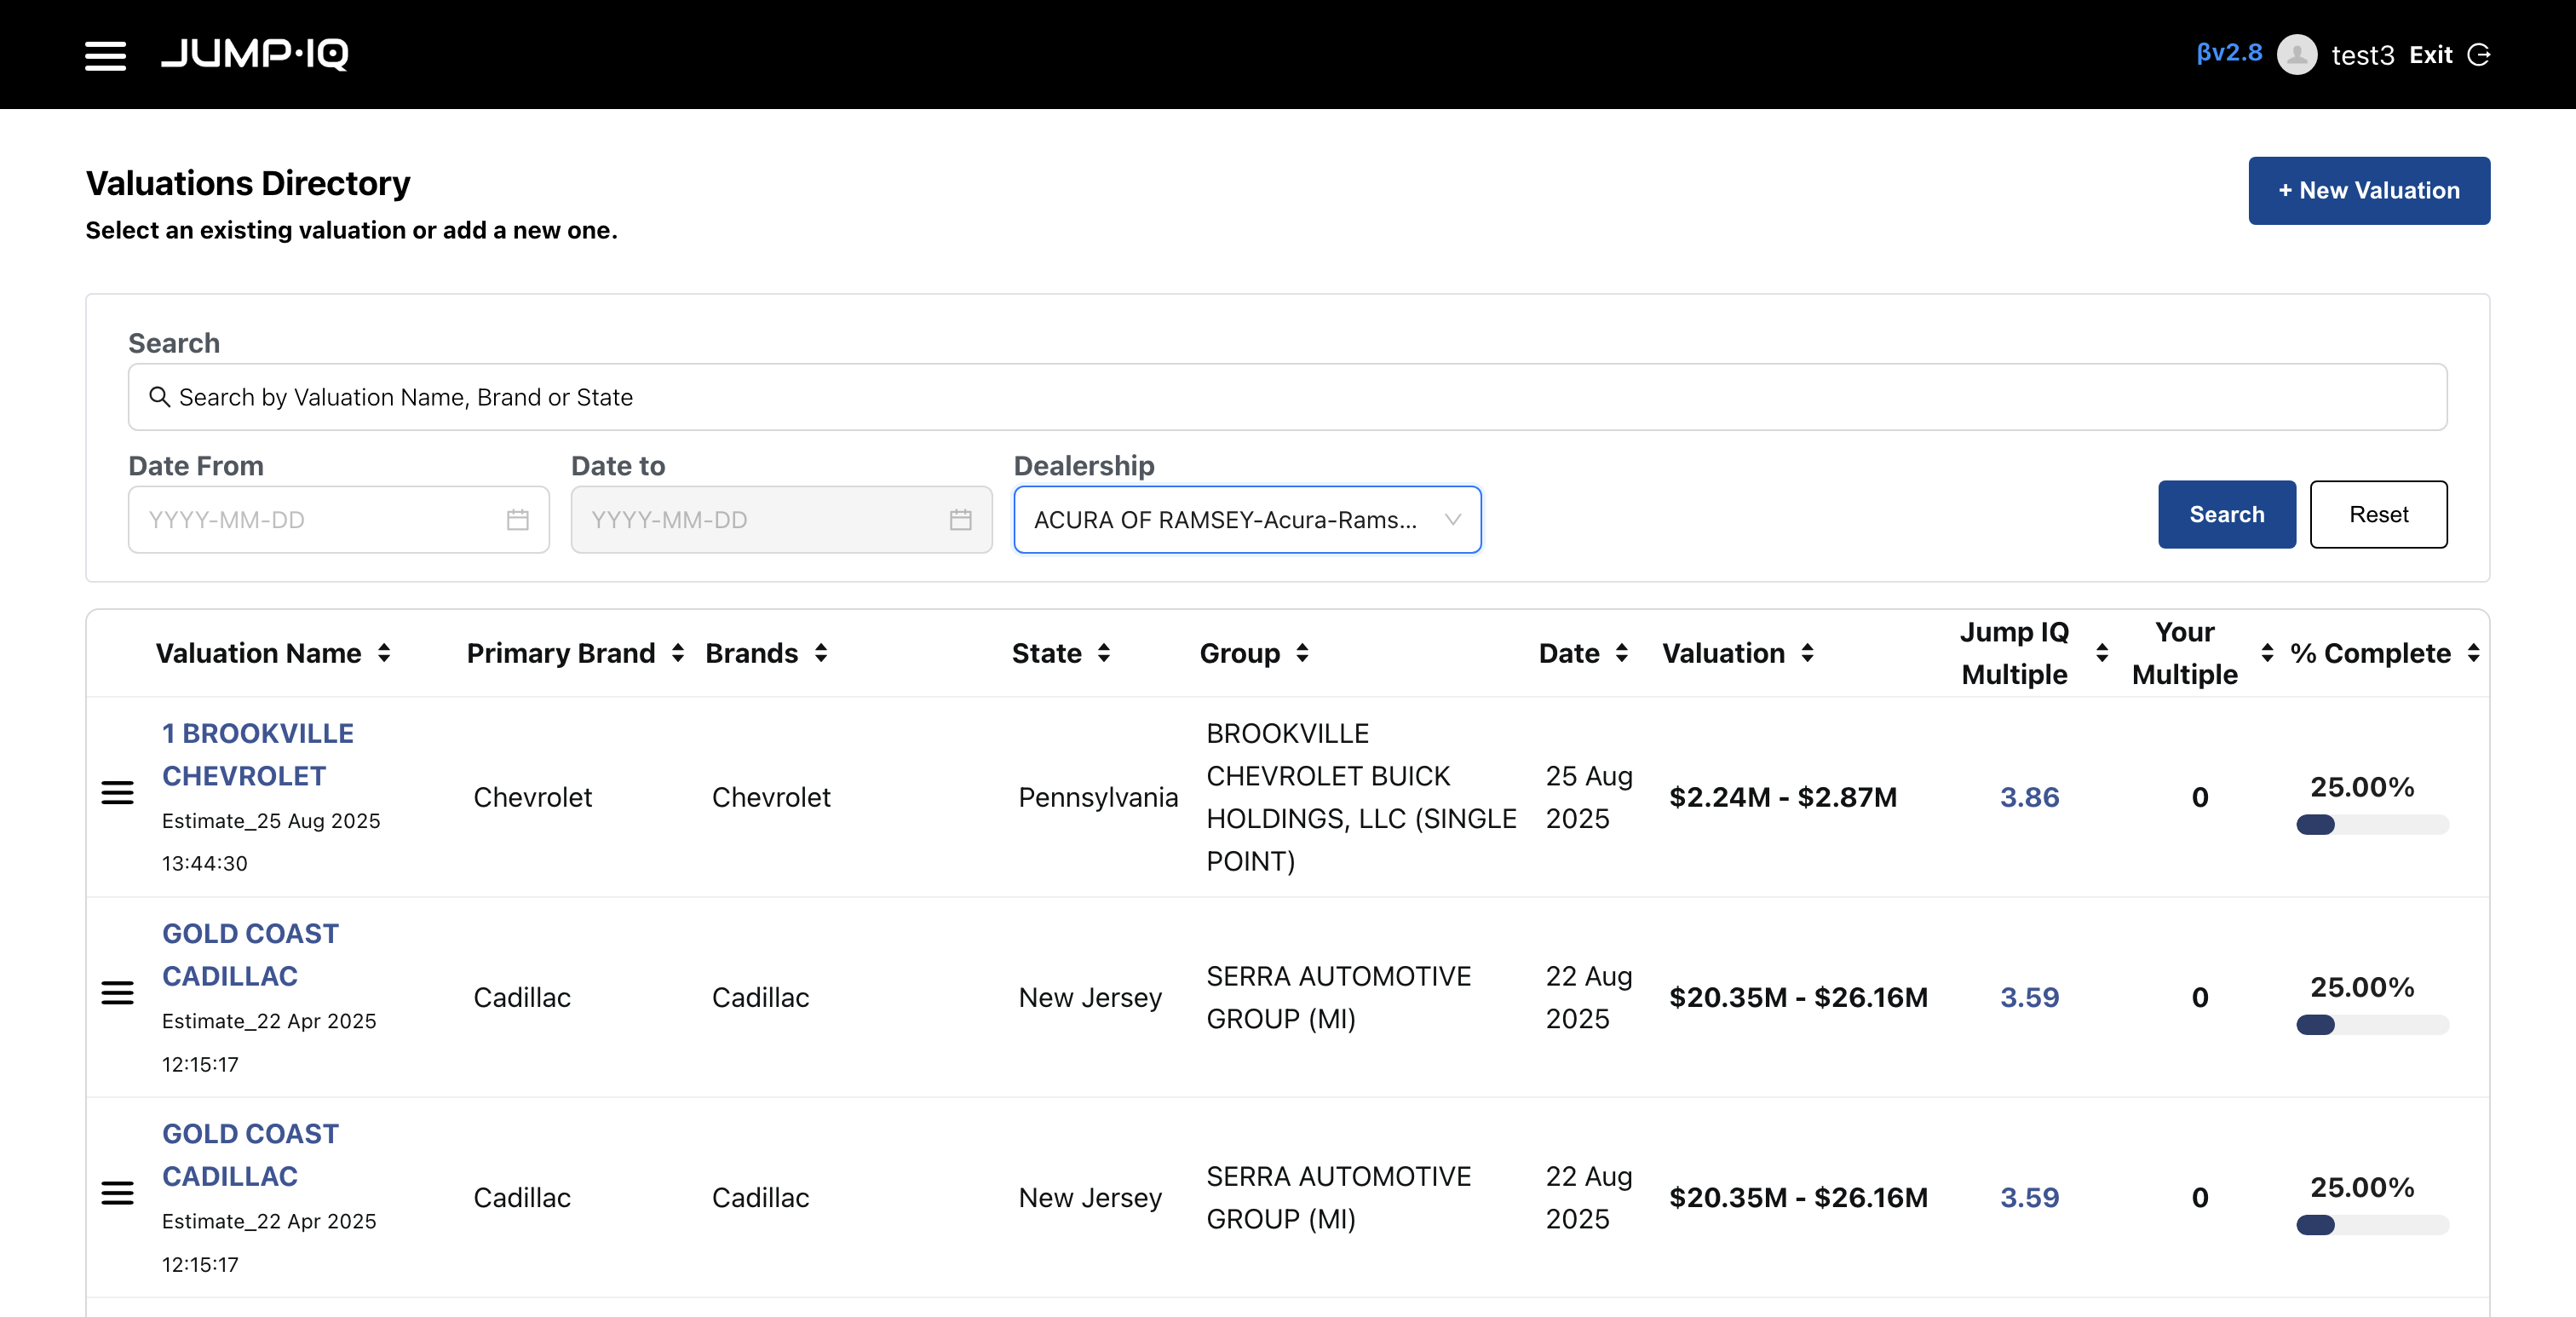 JUMP·IQ
βv2.8 test3 Exit
Valuations Directory
+ New Valuation
Select an existing valuation or add a new one.
Search
Search by Valuation Name, Brand or State
Date From Date to Dealership
YYYY-MM-DD YYYY-MM-DD ACURA OF RAMSEY-Acura-Rams... Search Reset
Valuation Name Primary Brand Brands State Group Date Valuation Jump IQ Multiple Your Multiple % Complete
1 BROOKVILLE
CHEVROLET
Estimate_25 Aug 2025
13:44:30
Chevrolet
Chevrolet
Pennsylvania
BROOKVILLE
CHEVROLET BUICK
HOLDINGS, LLC (SINGLE
POINT)
25 Aug
2025
$2.24M - $2.87M
3.86
0
25.00%
GOLD COAST
CADILLAC
Estimate_22 Apr 2025
12:15:17
Cadillac
Cadillac
New Jersey
SERRA AUTOMOTIVE
GROUP (MI)
22 Aug
2025
$20.35M - $26.16M
3.59
0
25.00%
GOLD COAST
CADILLAC
Estimate_22 Apr 2025
12:15:17
Cadillac
Cadillac
New Jersey
SERRA AUTOMOTIVE
GROUP (MI)
22 Aug
2025
$20.35M - $26.16M
3.59
0
25.00%